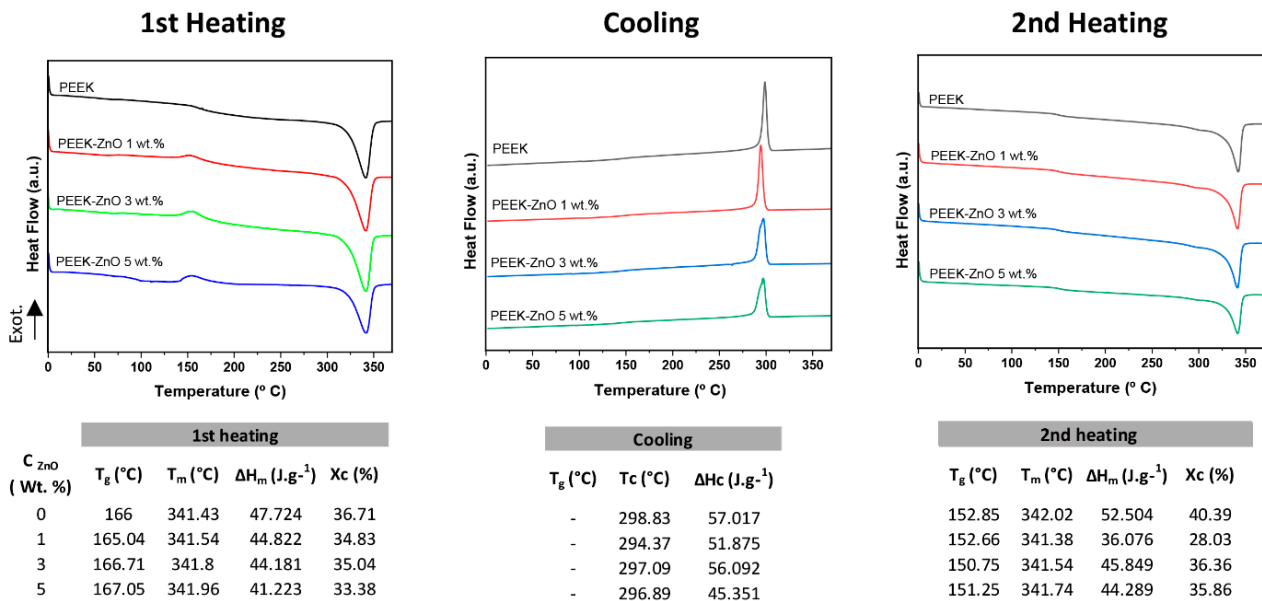 1st Heating
PEEK
PEEK-ZnO 1 wt.%
PEEK-ZnO 3 wt.%
PEEK-ZnO 5 wt.%
Heat Flow (a.u.)
Exot.
0 50 100 150 200 250 300 350
Temperature (º C)
Cooling
PEEK
PEEK-ZnO 1 wt.%
PEEK-ZnO 3 wt.%
PEEK-ZnO 5 wt.%
Heat Flow (a.u.)
0 50 100 150 200 250 300 350
Temperature (º C)
2nd Heating
PEEK
PEEK-ZnO 1 wt.%
PEEK-ZnO 3 wt.%
PEEK-ZnO 5 wt.%
Heat Flow (a.u.)
0 50 100 150 200 250 300 350
Temperature (º C)
1st heating
C ZnO
( Wt. %)
Tg (°C) Tm (°C) ΔHm (J.g-1) Xc (%)
0 166 341.43 47.724 36.71
1 165.04 341.54 44.822 34.83
3 166.71 341.8 44.181 35.04
5 167.05 341.96 41.223 33.38
Cooling
Tg (°C) Tc (°C) ΔHc (J.g-1)
- 298.83 57.017
- 294.37 51.875
- 297.09 56.092
- 296.89 45.351
2nd heating
Tg (°C) Tm (°C) ΔHm (J.g-1) Xc (%)
152.85 342.02 52.504 40.39
152.66 341.38 36.076 28.03
150.75 341.54 45.849 36.36
151.25 341.74 44.289 35.86